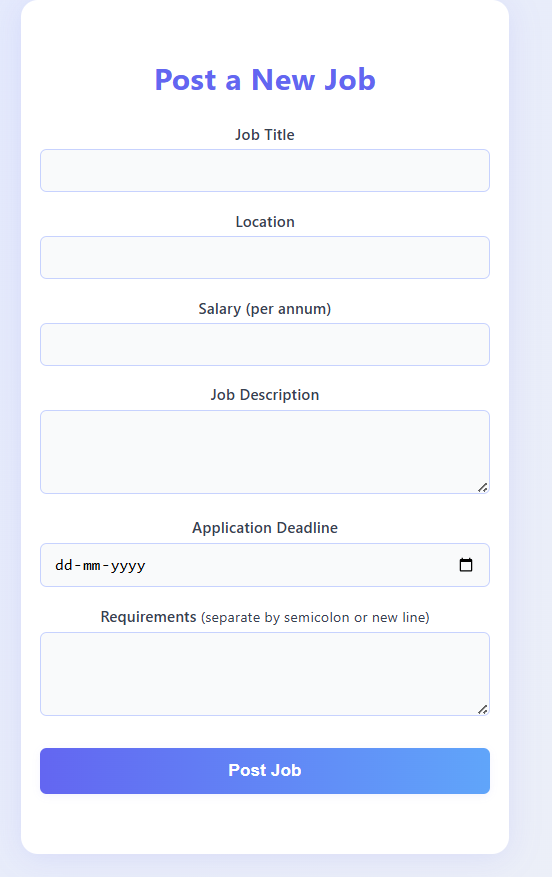 Post a New Job
Job Title
Location
Salary (per annum)
Job Description
Application Deadline
dd-mm-yyyy
Requirements (separate by semicolon or new line)
Post Job